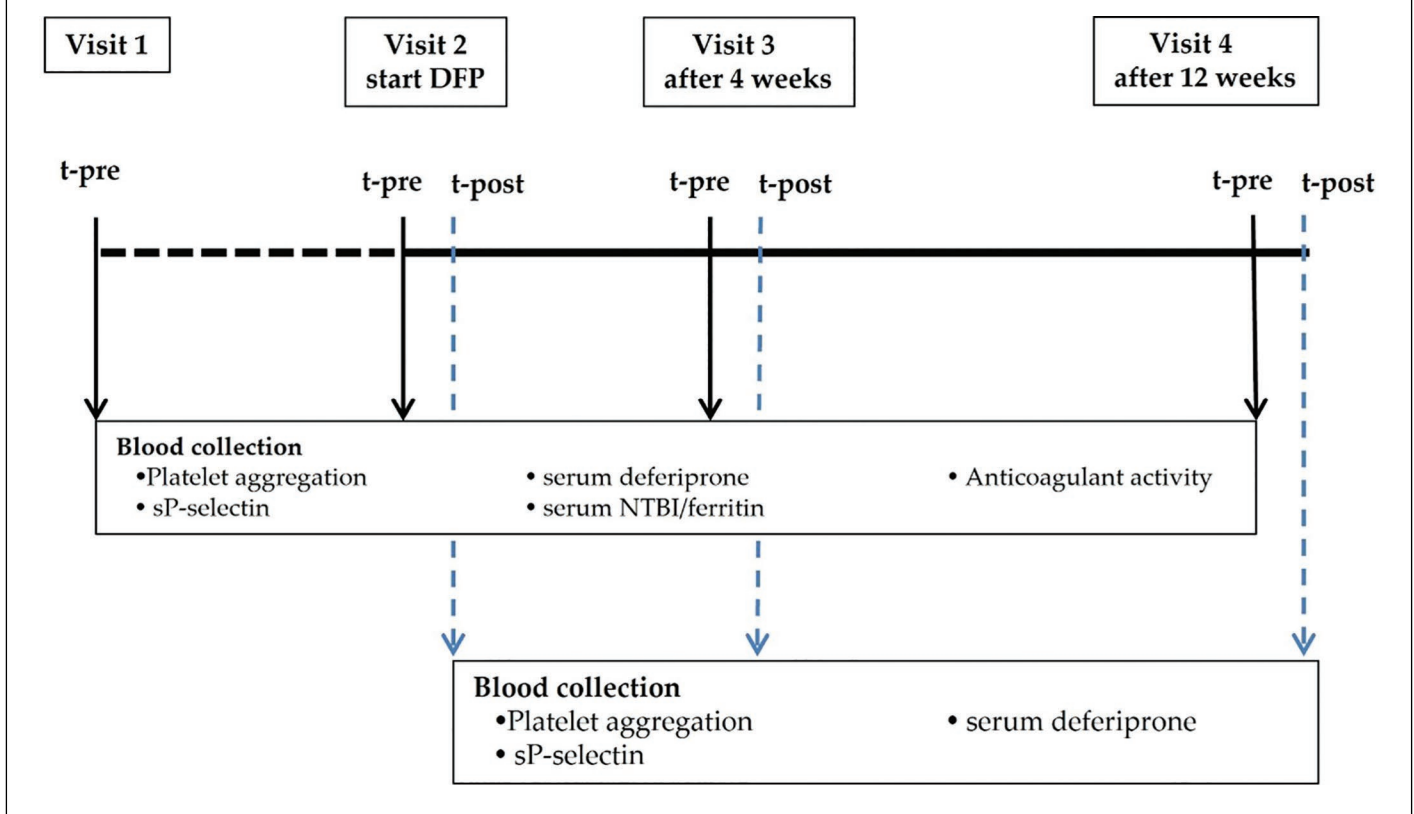 Visit 1
Visit 2
start DFP
Visit 3
after 4 weeks
Visit 4
after 12 weeks
t-pre
t-pre
t-post
t-pre
t-post
t-pre
t-post
Blood collection
•Platelet aggregation
• serum deferiprone
• Anticoagulant activity
• sP-selectin
• serum NTBI/ferritin
Blood collection
•Platelet aggregation
• serum deferiprone
• sP-selectin